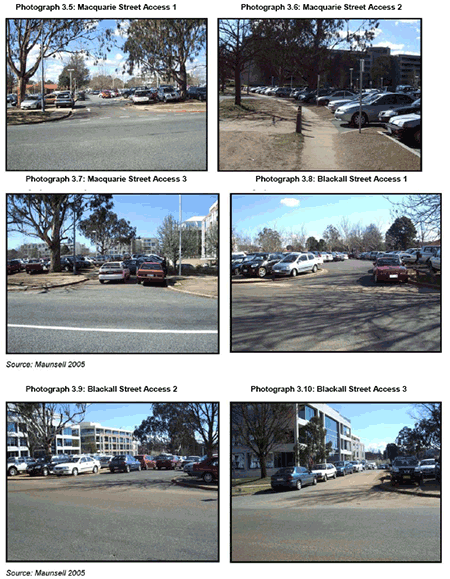 Photograph 3.5: Macquarie Street Access 1
Photograph 3.6: Macquarie Street Access 2
Photograph 3.7: Macquarie Street Access 3
Photograph 3.8: Blackall Street Access 1
Source: Maunsell 2005
Photograph 3.9: Blackall Street Access 2
Photograph 3.10: Blackall Street Access 3
Source: Maunsell 2005